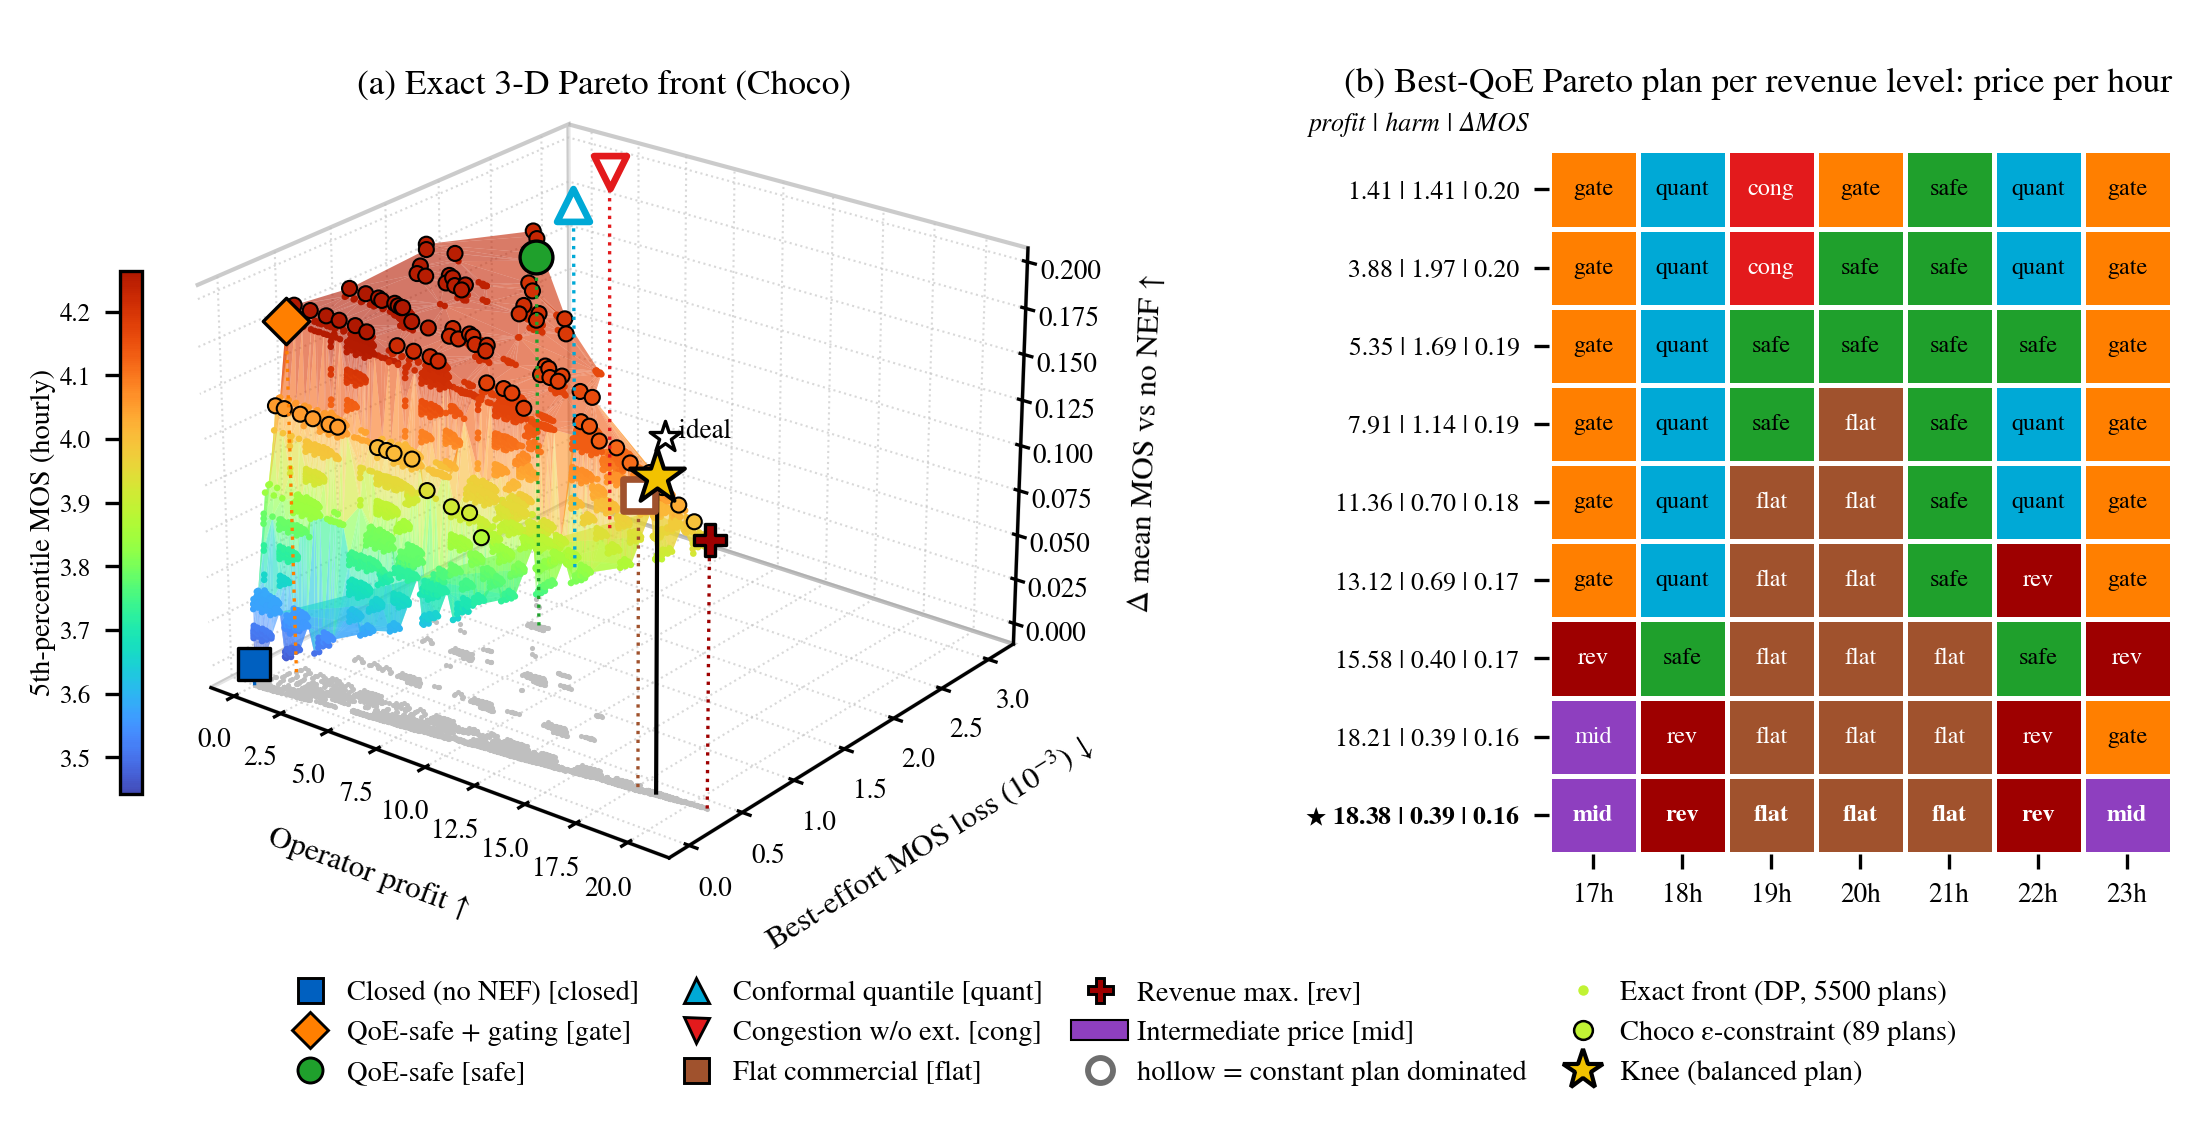 (a) Exact 3-D Pareto front (Choco)
5th-percentile MOS (hourly)
4.2
4.1
4.0
3.9
3.8
3.7
3.6
3.5
ideal
0.200
0.175
0.150
0.125
0.100
0.075
0.050
0.025
0.000
Δ mean MOS vs no NEF ↑
0.0
2.5
5.0
7.5
10.0
12.5
15.0
17.5
20.0
Operator profit ↑
0.0
0.5
1.0
1.5
2.0
2.5
3.0
Best-effort MOS loss (10⁻³) ↓
(b) Best-QoE Pareto plan per revenue level: price per hour
profit | harm | ΔMOS
1.41 | 1.41 | 0.20 gate quant cong gate safe quant gate
3.88 | 1.97 | 0.20 gate quant cong safe safe quant gate
5.35 | 1.69 | 0.19 gate quant safe safe safe safe gate
7.91 | 1.14 | 0.19 gate quant safe flat safe quant gate
11.36 | 0.70 | 0.18 gate quant flat flat safe quant gate
13.12 | 0.69 | 0.17 gate quant flat flat safe rev gate
15.58 | 0.40 | 0.17 rev safe flat flat flat safe rev
18.21 | 0.39 | 0.16 mid rev flat flat flat rev gate
★ 18.38 | 0.39 | 0.16 mid rev flat flat flat rev mid
17h 18h 19h 20h 21h 22h 23h
Closed (no NEF) [closed]
QoE-safe + gating [gate]
QoE-safe [safe]
Conformal quantile [quant]
Congestion w/o ext. [cong]
Flat commercial [flat]
Revenue max. [rev]
Intermediate price [mid]
hollow = constant plan dominated
Exact front (DP, 5500 plans)
Choco ε-constraint (89 plans)
Knee (balanced plan)